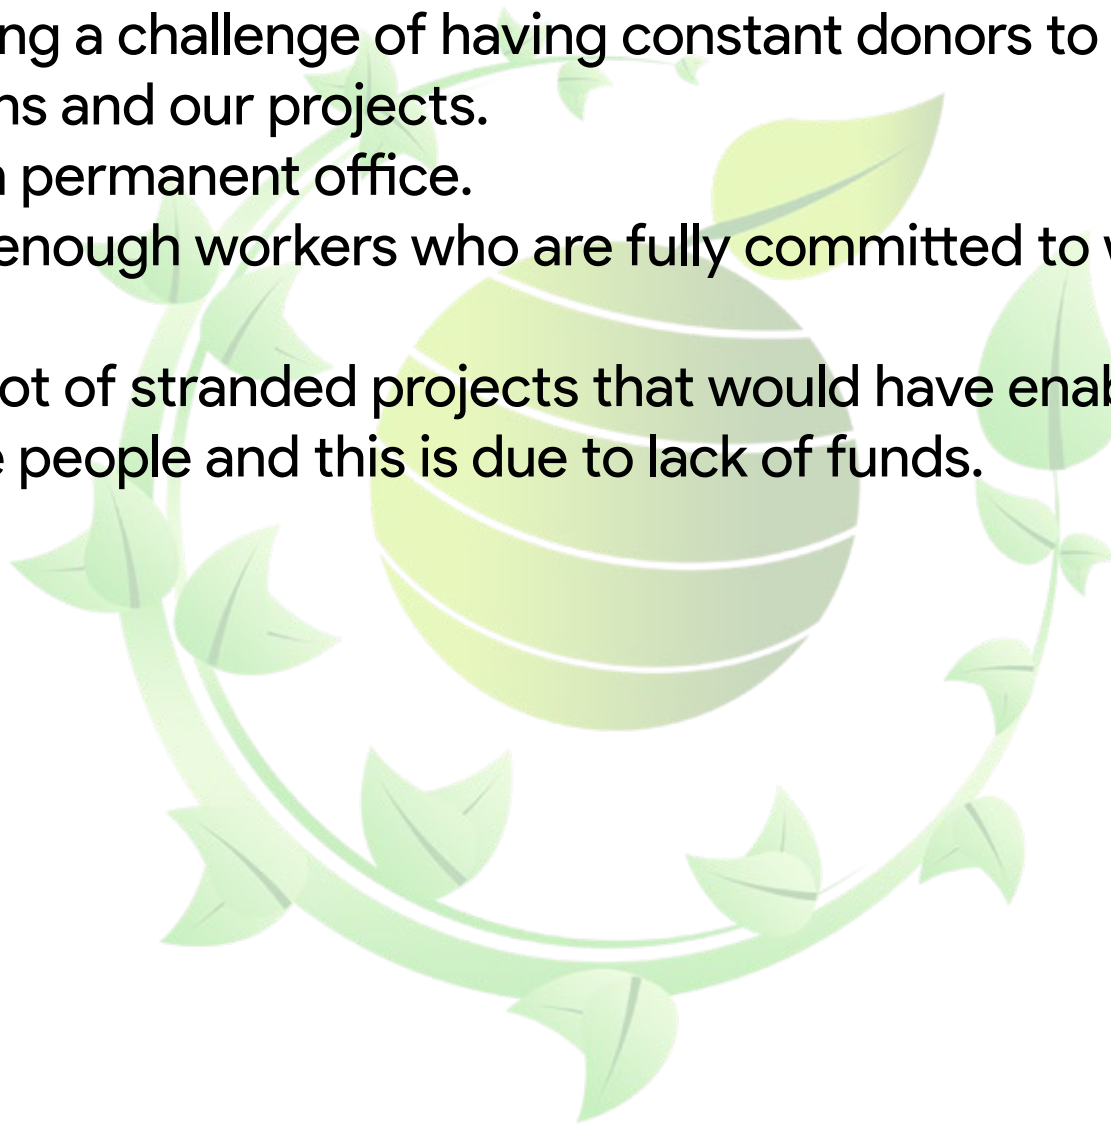 ng a challenge of having constant donors to
ns and our projects.
permanent office.
enough workers who are fully committed to
ot of stranded projects that would have enab
people and this is due to lack of funds.